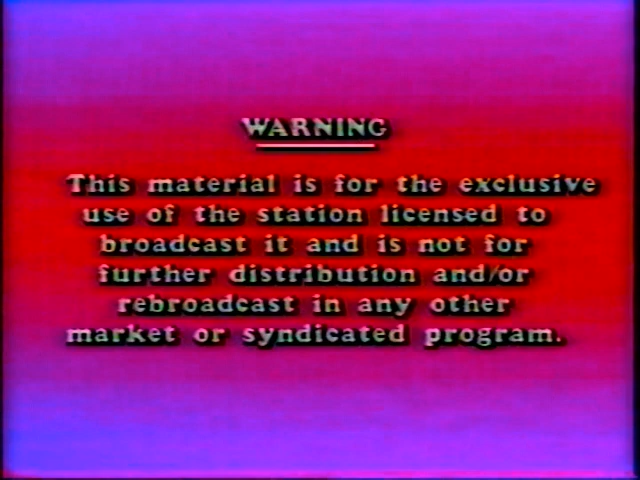 WARNING
This material is for the exclusive
use of the station licensed to
broadcast it and is not for
further distribution and/or
rebroadcast in any other
market or syndicated program.